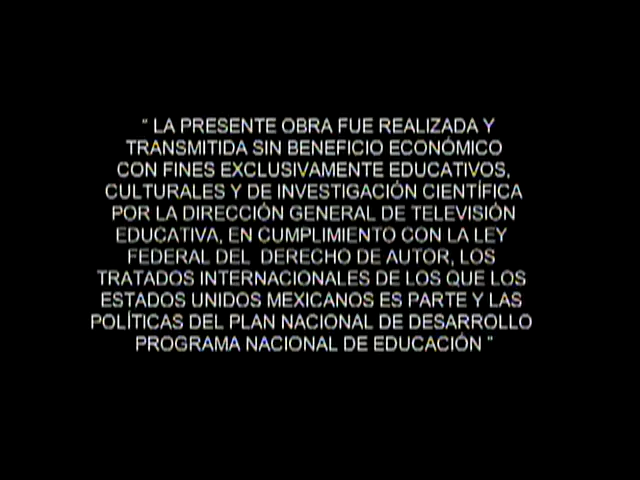 " LA PRESENTE OBRA FUE REALIZADA Y
TRANSMITIDA SIN BENEFICIO ECONÓMICO
CON FINES EXCLUSIVAMENTE EDUCATIVOS,
CULTURALES Y DE INVESTIGACIÓN CIENTÍFICA
POR LA DIRECCIÓN GENERAL DE TELEVISIÓN
EDUCATIVA, EN CUMPLIMIENTO CON LA LEY
FEDERAL DEL DERECHO DE AUTOR, LOS
TRATADOS INTERNACIONALES DE LOS QUE LOS
ESTADOS UNIDOS MEXICANOS ES PARTE Y LAS
POLÍTICAS DEL PLAN NACIONAL DE DESARROLLO
PROGRAMA NACIONAL DE EDUCACIÓN "